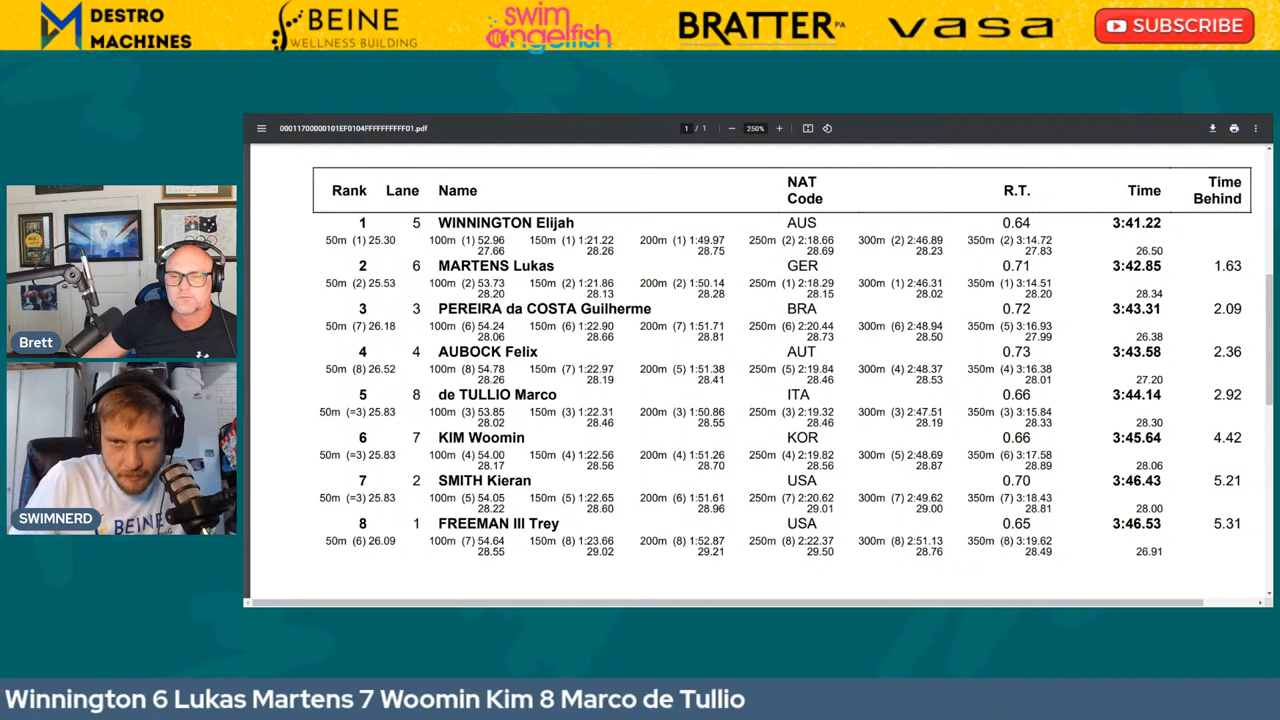 DESTRO MACHINES
BEINE WELLNESS BUILDING
swim angelfish
BRATTER PA
vasa
SUBSCRIBE
00011700000101EF0104FFFFFFFFFF01.pdf 1 / 1 250%
Rank Lane Name NAT Code R.T. Time Time Behind
1 5 WINNINGTON Elijah AUS 0.64 3:41.22
50m (1) 25.30 100m (1) 52.96 150m (1) 1:21.22 200m (1) 1:49.97 250m (2) 2:18.66 300m (2) 2:46.89 350m (2) 3:14.72
27.66 28.26 28.75 28.69 28.23 27.83 26.50
2 6 MARTENS Lukas GER 0.71 3:42.85 1.63
50m (2) 25.53 100m (2) 53.73 150m (2) 1:21.86 200m (2) 1:50.14 250m (1) 2:18.29 300m (1) 2:46.31 350m (1) 3:14.51
28.20 28.13 28.28 28.15 28.02 28.20 28.34
3 3 PEREIRA da COSTA Guilherme BRA 0.72 3:43.31 2.09
50m (7) 26.18 100m (6) 54.24 150m (6) 1:22.90 200m (7) 1:51.71 250m (6) 2:20.44 300m (6) 2:48.94 350m (5) 3:16.93
28.06 28.66 28.81 28.73 28.50 27.99 26.38
4 4 AUBOCK Felix AUT 0.73 3:43.58 2.36
50m (8) 26.52 100m (8) 54.78 150m (7) 1:22.97 200m (5) 1:51.38 250m (5) 2:19.84 300m (4) 2:48.37 350m (4) 3:16.38
28.26 28.19 28.41 28.46 28.53 28.01 27.20
5 8 de TULLIO Marco ITA 0.66 3:44.14 2.92
50m (=3) 25.83 100m (3) 53.85 150m (3) 1:22.31 200m (3) 1:50.86 250m (3) 2:19.32 300m (3) 2:47.51 350m (3) 3:15.84
28.02 28.46 28.55 28.46 28.19 28.33 28.30
6 7 KIM Woomin KOR 0.66 3:45.64 4.42
50m (=3) 25.83 100m (4) 54.00 150m (4) 1:22.56 200m (4) 1:51.26 250m (4) 2:19.82 300m (5) 2:48.69 350m (6) 3:17.58
28.17 28.56 28.70 28.56 28.87 28.89 28.06
7 2 SMITH Kieran USA 0.70 3:46.43 5.21
50m (=3) 25.83 100m (5) 54.05 150m (5) 1:22.65 200m (6) 1:51.61 250m (7) 2:20.62 300m (7) 2:49.62 350m (7) 3:18.43
28.22 28.60 28.96 29.01 29.00 28.81 28.00
8 1 FREEMAN III Trey USA 0.65 3:46.53 5.31
50m (6) 26.09 100m (7) 54.64 150m (8) 1:23.66 200m (8) 1:52.87 250m (8) 2:22.37 300m (8) 2:51.13 350m (8) 3:19.62
28.55 29.02 29.21 29.50 28.76 28.49 26.91
Brett
SWIMNERD
BEINE
Winnington 6 Lukas Martens 7 Woomin Kim 8 Marco de Tullio